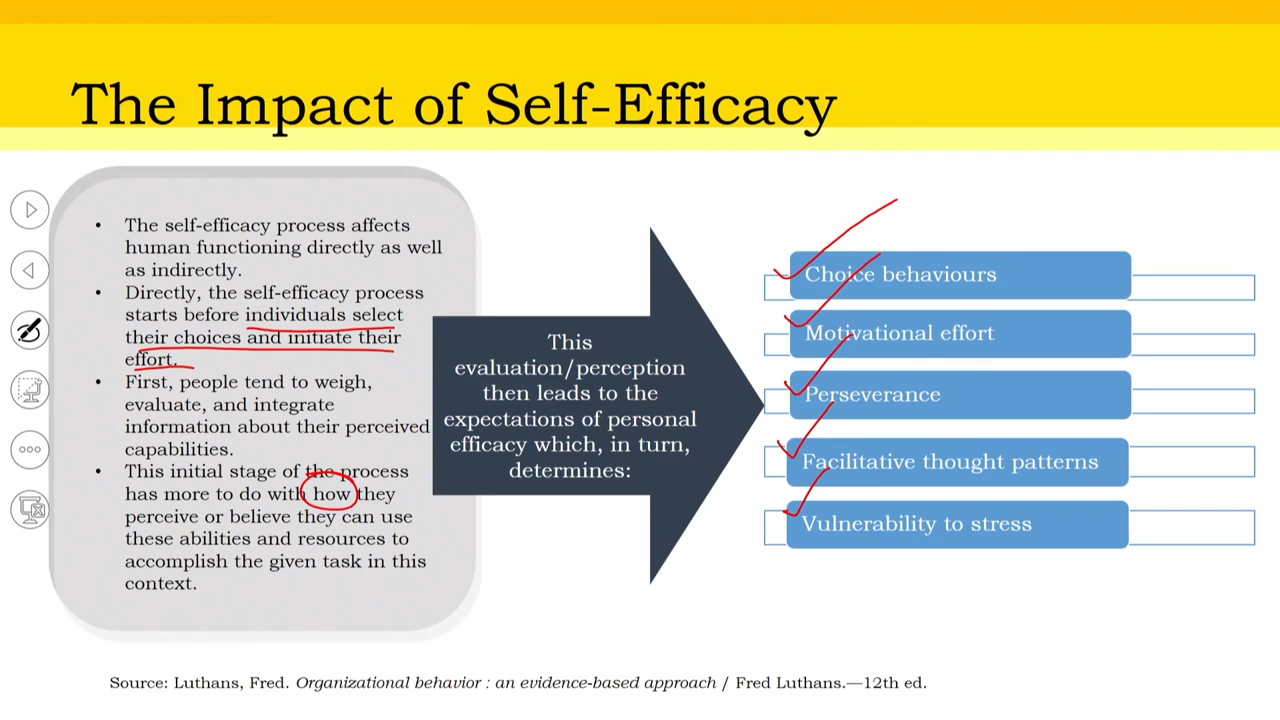 The Impact of Self-Efficacy
• The self-efficacy process affects
human functioning directly as well
as indirectly.
• Directly, the self-efficacy process
starts before individuals select
their choices and initiate their
effort.
• First, people tend to weigh,
evaluate, and integrate
information about their perceived
capabilities.
• This initial stage of the process
has more to do with how they
perceive or believe they can use
these abilities and resources to
accomplish the given task in this
context.
This
evaluation/perception
then leads to the
expectations of personal
efficacy which, in turn,
determines:
Choice behaviours
Motivational effort
Perseverance
Facilitative thought patterns
Vulnerability to stress
Source: Luthans, Fred. Organizational behavior : an evidence-based approach / Fred Luthans.—12th ed.